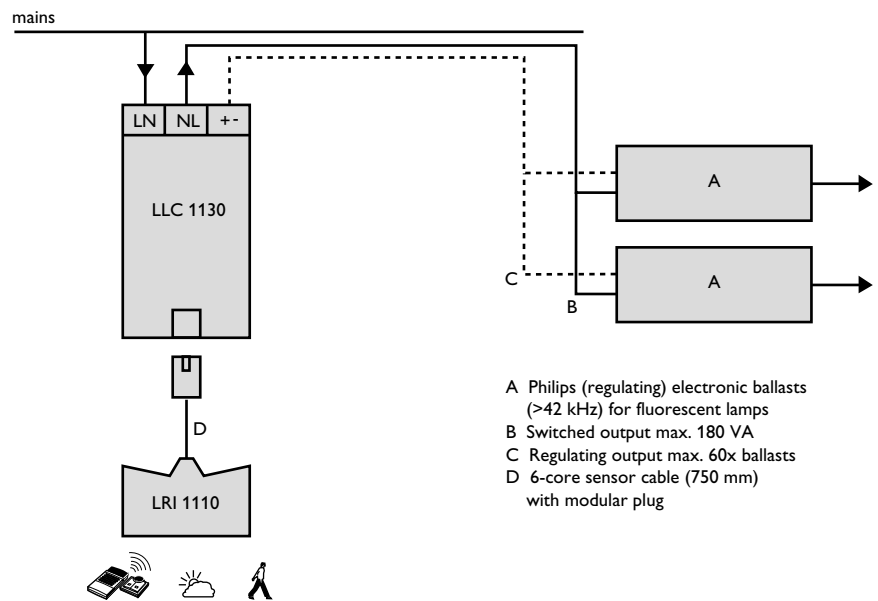 mains
LN NL +-
LLC 1130
A
A
C
B
D
LRI 1110
A Philips (regulating) electronic ballasts
(>42 kHz) for fluorescent lamps
B Switched output max. 180 VA
C Regulating output max. 60x ballasts
D 6-core sensor cable (750 mm)
with modular plug